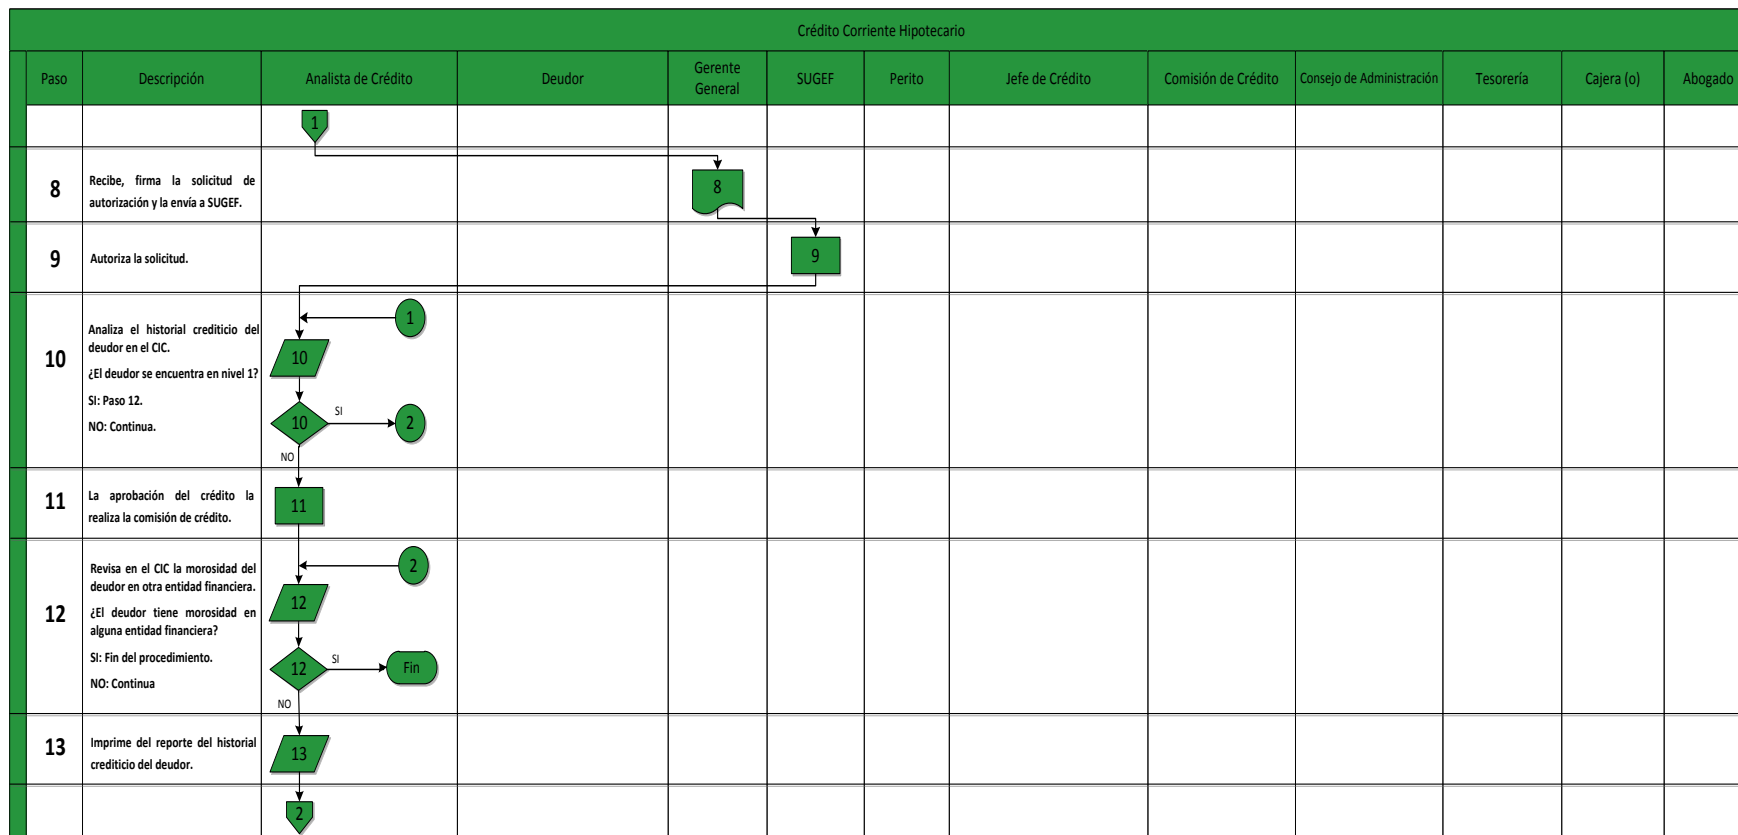 Crédito Corriente Hipotecario
Paso
Descripción
Analista de Crédito
Deudor
Gerente
General
SUGEF
Perito
Jefe de Crédito
Comisión de Crédito
Consejo de Administración
Tesorería
Cajera (o)
Abogado
1
8
Recibe, firma la solicitud de
autorización y la envía a SUGEF.
8
9
Autoriza la solicitud.
9
10
Analiza el historial crediticio del
deudor en el CIC.
¿El deudor se encuentra en nivel 1?
SI: Paso 12.
NO: Continua.
1
10
10
SI
2
NO
11
La aprobación del crédito la
realiza la comisión de crédito.
11
12
Revisa en el CIC la morosidad del
deudor en otra entidad financiera.
¿El deudor tiene morosidad en
alguna entidad financiera?
SI: Fin del procedimiento.
NO: Continua
2
12
12
SI
Fin
NO
13
Imprime del reporte del historial
crediticio del deudor.
13
2